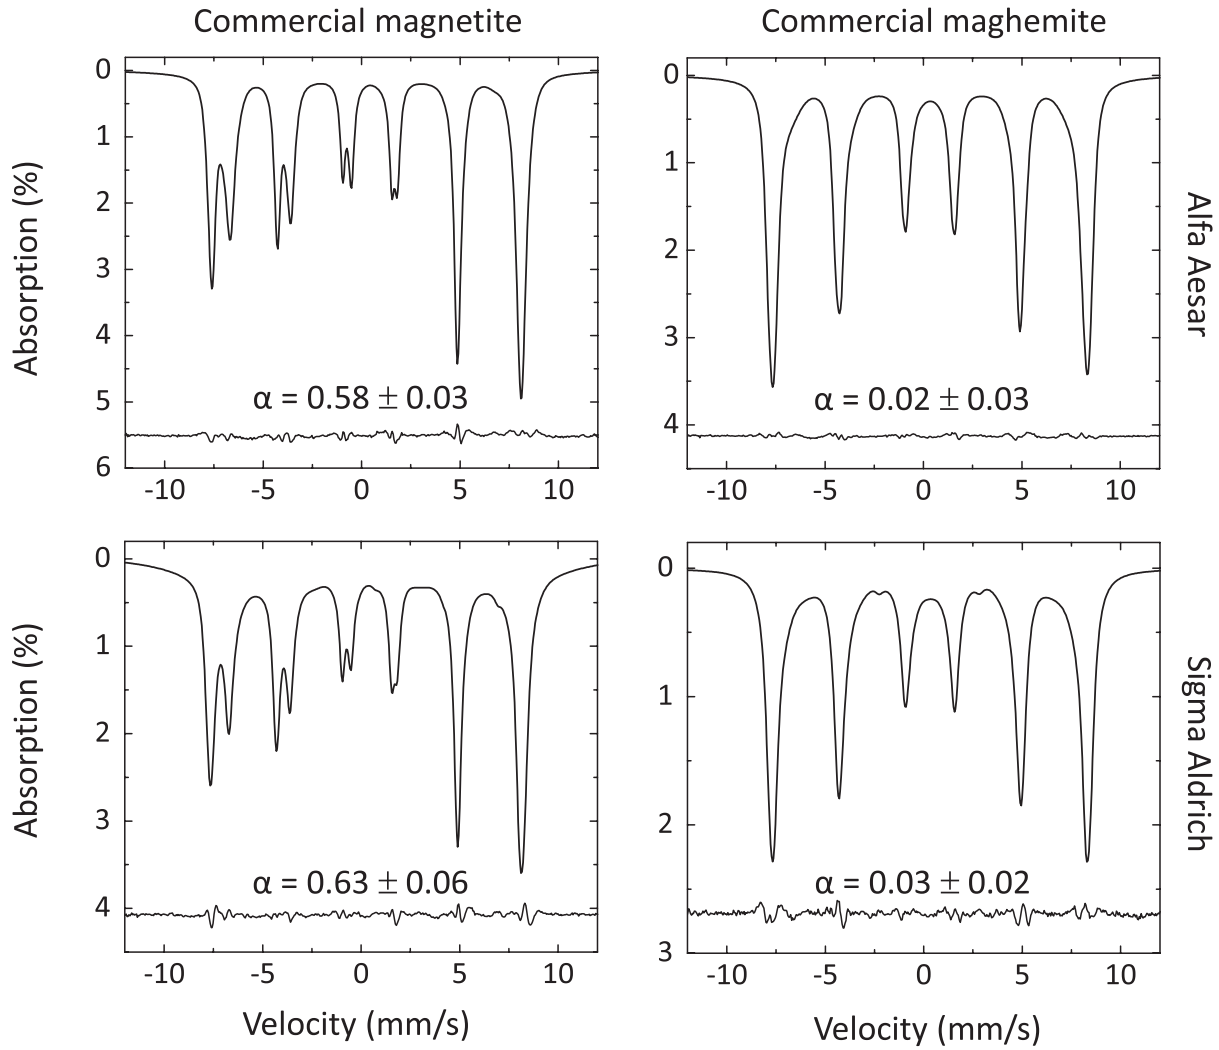 Commercial magnetite
Commercial maghemite
0
1
2
3
4
5
6
Absorption (%)
α = 0.58 ± 0.03
-10 -5 0 5 10
0
1
2
3
4
α = 0.02 ± 0.03
-10 -5 0 5 10
Alfa Aesar
0
1
2
3
4
Absorption (%)
α = 0.63 ± 0.06
-10 -5 0 5 10
Velocity (mm/s)
0
1
2
3
α = 0.03 ± 0.02
-10 -5 0 5 10
Velocity (mm/s)
Sigma Aldrich